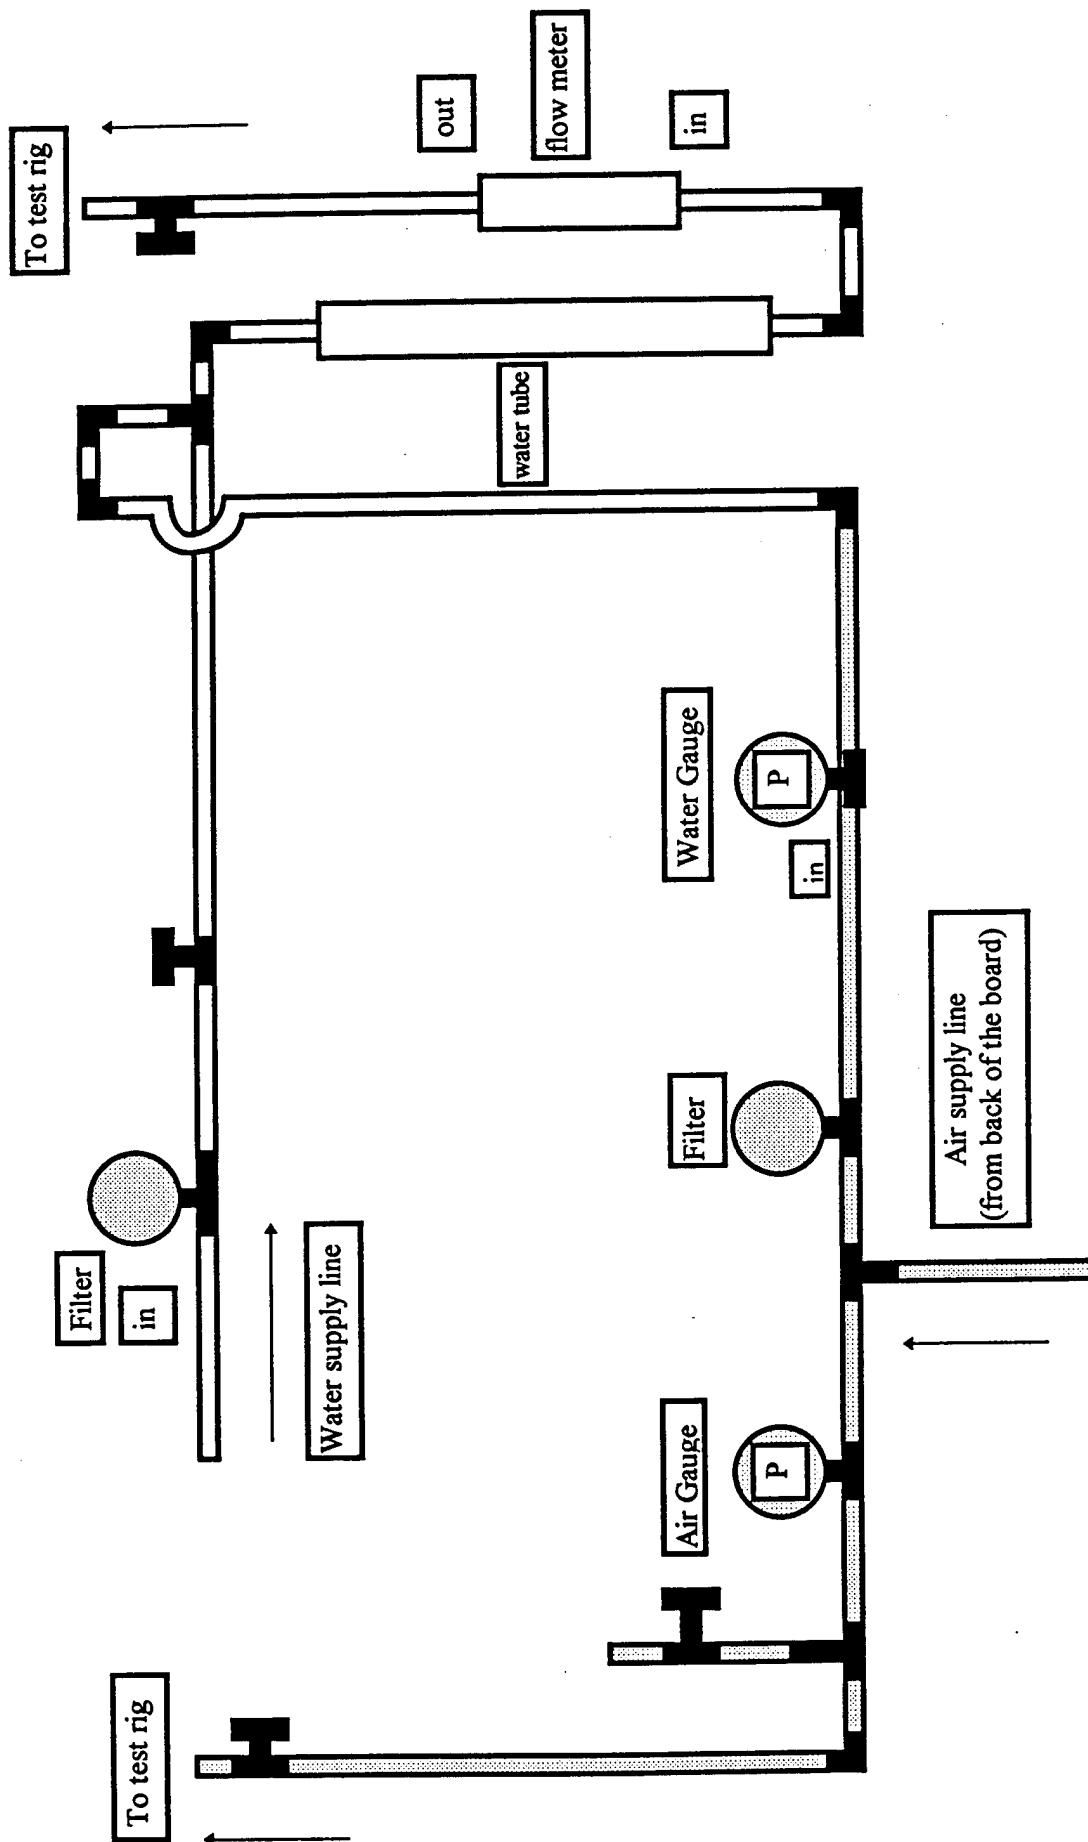 To test rig
Filter
To test rig
in
Water supply line
out
water tube
flow meter
Air Gauge
Filter
Water Gauge
in
P
P
in
Air supply line
(from back of the board)